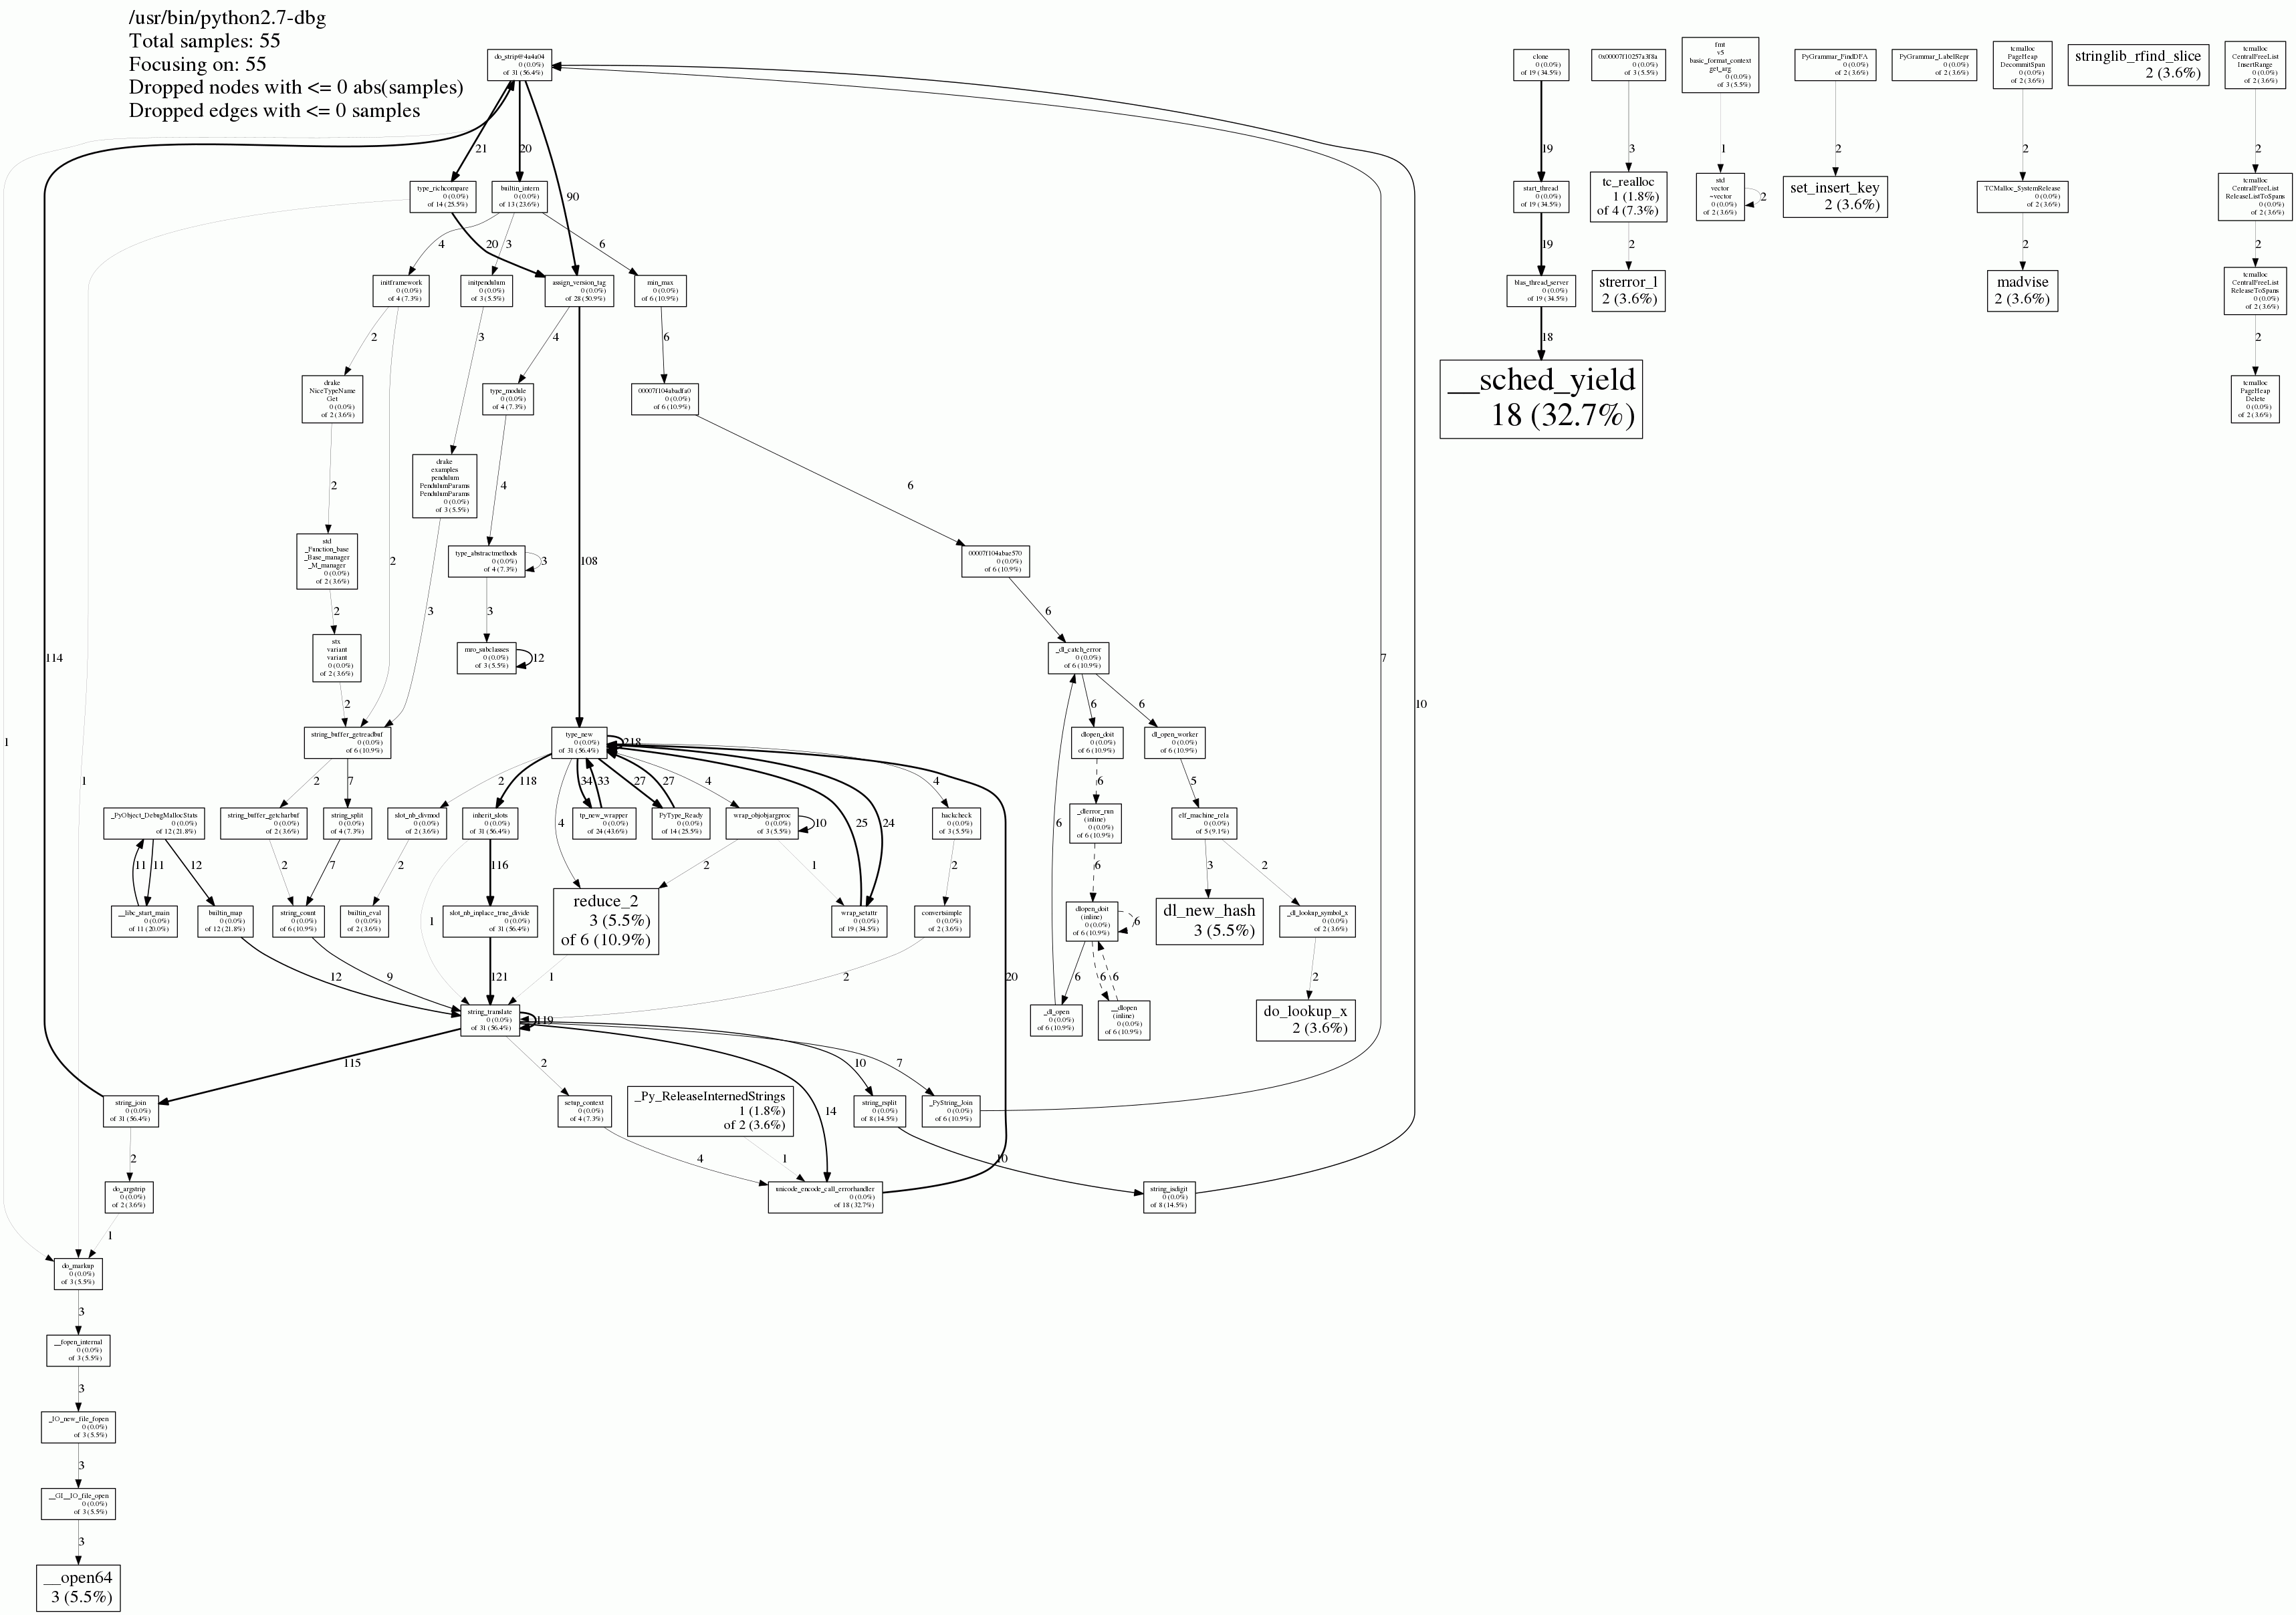 /usr/bin/python2.7-dbg
Total samples: 55
Focusing on: 55
Dropped nodes with <= 0 abs(samples)
Dropped edges with <= 0 samples
do_strip@4a4a04
0 (0.0%)
of 31 (56.4%)
clone
0 (0.0%)
of 19 (34.5%)
0x00007f10257a3f8a
0 (0.0%)
of 3 (5.5%)
fmt
v5
basic_format_context
get_arg
0 (0.0%)
of 3 (5.5%)
PyGrammar_FindDFA
0 (0.0%)
of 2 (3.6%)
PyGrammar_LabelRepr
0 (0.0%)
of 2 (3.6%)
tcmalloc
PageHeap
DecommitSpan
0 (0.0%)
of 2 (3.6%)
stringlib_rfind_slice
2 (3.6%)
tcmalloc
CentralFreeList
InsertRange
0 (0.0%)
of 2 (3.6%)
21
20
90
19
3
1
2
2
2
type_richcompare
0 (0.0%)
of 14 (25.5%)
builtin_intern
0 (0.0%)
of 13 (23.6%)
start_thread
0 (0.0%)
of 19 (34.5%)
tc_realloc
1 (1.8%)
of 4 (7.3%)
std
vector
~vector
0 (0.0%)
of 2 (3.6%)
2
set_insert_key
2 (3.6%)
TCMalloc_SystemRelease
0 (0.0%)
of 2 (3.6%)
tcmalloc
CentralFreeList
ReleaseListToSpans
0 (0.0%)
of 2 (3.6%)
4
20
3
6
19
2
2
2
initframework
0 (0.0%)
of 4 (7.3%)
initpendulum
0 (0.0%)
of 3 (5.5%)
assign_version_tag
0 (0.0%)
of 28 (50.9%)
min_max
0 (0.0%)
of 6 (10.9%)
blas_thread_server
0 (0.0%)
of 19 (34.5%)
strerror_l
2 (3.6%)
madvise
2 (3.6%)
tcmalloc
CentralFreeList
ReleaseToSpans
0 (0.0%)
of 2 (3.6%)
2
3
4
6
18
2
drake
NiceTypeName
Get
0 (0.0%)
of 2 (3.6%)
type_module
0 (0.0%)
of 4 (7.3%)
00007f104abadfa0
0 (0.0%)
of 6 (10.9%)
__sched_yield
18 (32.7%)
tcmalloc
PageHeap
Delete
0 (0.0%)
of 2 (3.6%)
drake
examples
pendulum
PendulumParams
PendulumParams
0 (0.0%)
of 3 (5.5%)
2
4
6
std
_Function_base
_Base_manager
_M_manager
0 (0.0%)
of 2 (3.6%)
2
type_abstractmethods
0 (0.0%)
of 4 (7.3%)
3
108
00007f104abae570
0 (0.0%)
of 6 (10.9%)
2
3
3
6
114
stx
variant
variant
0 (0.0%)
of 2 (3.6%)
mro_subclasses
0 (0.0%)
of 3 (5.5%)
12
_dl_catch_error
0 (0.0%)
of 6 (10.9%)
7
2
6
6
10
1
string_buffer_getreadbuf
0 (0.0%)
of 6 (10.9%)
type_new
0 (0.0%)
of 31 (56.4%)
218
dlopen_doit
0 (0.0%)
of 6 (10.9%)
dl_open_worker
0 (0.0%)
of 6 (10.9%)
1
2
7
2
118
4
34
33
27
27
4
25
24
4
6
5
_PyObject_DebugMallocStats
0 (0.0%)
of 12 (21.8%)
string_buffer_getcharbuf
0 (0.0%)
of 2 (3.6%)
string_split
0 (0.0%)
of 4 (7.3%)
slot_nb_divmod
0 (0.0%)
of 2 (3.6%)
inherit_slots
0 (0.0%)
of 31 (56.4%)
tp_new_wrapper
0 (0.0%)
of 24 (43.6%)
PyType_Ready
0 (0.0%)
of 14 (25.5%)
wrap_objobjargproc
0 (0.0%)
of 3 (5.5%)
10
hackcheck
0 (0.0%)
of 3 (5.5%)
6
_dlerror_run
(inline)
0 (0.0%)
of 6 (10.9%)
elf_machine_rela
0 (0.0%)
of 5 (9.1%)
11
11
12
2
7
2
116
2
1
2
6
3
2
__libc_start_main
0 (0.0%)
of 11 (20.0%)
builtin_map
0 (0.0%)
of 12 (21.8%)
string_count
0 (0.0%)
of 6 (10.9%)
builtin_eval
0 (0.0%)
of 2 (3.6%)
1
slot_nb_inplace_true_divide
0 (0.0%)
of 31 (56.4%)
reduce_2
3 (5.5%)
of 6 (10.9%)
wrap_setattr
0 (0.0%)
of 19 (34.5%)
convertsimple
0 (0.0%)
of 2 (3.6%)
dlopen_doit
(inline)
0 (0.0%)
of 6 (10.9%)
6
dl_new_hash
3 (5.5%)
_dl_lookup_symbol_x
0 (0.0%)
of 2 (3.6%)
12
9
121
1
2
20
6
6
6
2
string_translate
0 (0.0%)
of 31 (56.4%)
119
_dl_open
0 (0.0%)
of 6 (10.9%)
__dlopen
(inline)
0 (0.0%)
of 6 (10.9%)
do_lookup_x
2 (3.6%)
115
2
14
10
7
string_join
0 (0.0%)
of 31 (56.4%)
setup_context
0 (0.0%)
of 4 (7.3%)
_Py_ReleaseInternedStrings
1 (1.8%)
of 2 (3.6%)
string_rsplit
0 (0.0%)
of 8 (14.5%)
_PyString_Join
0 (0.0%)
of 6 (10.9%)
2
4
1
10
do_argstrip
0 (0.0%)
of 2 (3.6%)
unicode_encode_call_errorhandler
0 (0.0%)
of 18 (32.7%)
string_isdigit
0 (0.0%)
of 8 (14.5%)
1
do_markup
0 (0.0%)
of 3 (5.5%)
3
__fopen_internal
0 (0.0%)
of 3 (5.5%)
3
_IO_new_file_fopen
0 (0.0%)
of 3 (5.5%)
3
__GI__IO_file_open
0 (0.0%)
of 3 (5.5%)
3
__open64
3 (5.5%)